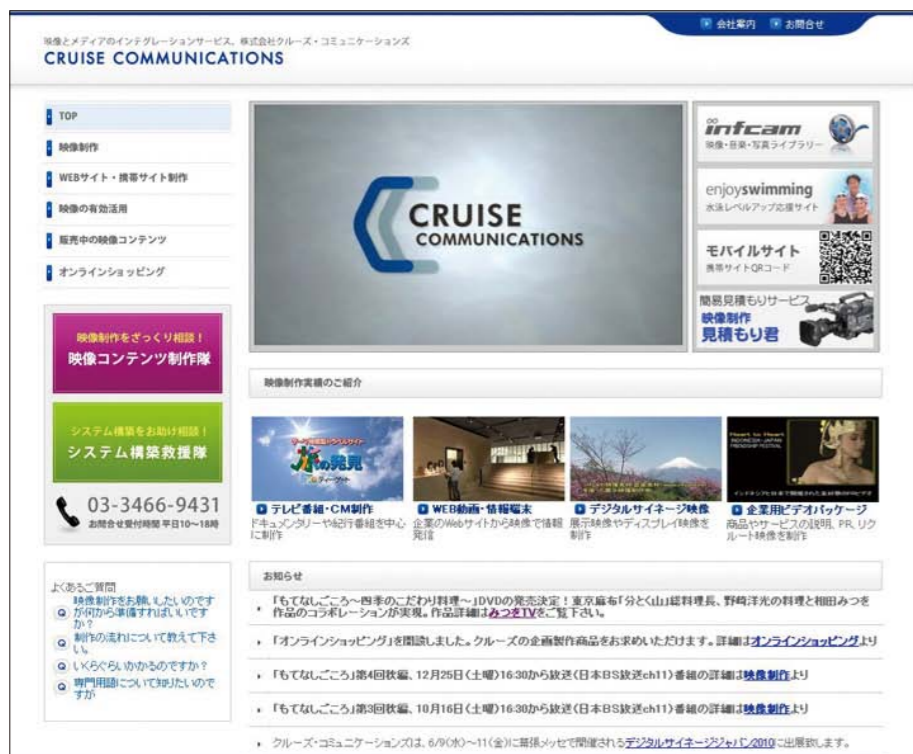 会社案内 お問合せ
映像とメディアのインテグレーションサービス、株式会社クルーズ・コミュニケーションズ
CRUISE COMMUNICATIONS
TOP
映像制作
WEBサイト・携帯サイト制作
映像の有効活用
販売中の映像コンテンツ
オンラインショッピング
映像制作をざっくり相談！
映像コンテンツ制作隊
システム構築をお助け相談！
システム構築救援隊
03-3466-9431
お問合せ受付時間 平日10～18時
よくあるご質問
映像制作をお願いしたいのです
が何から準備すればいいです
か？
制作の流れについて教えて下さ
い。
いくらぐらいかかるのですか？
専門用語について知りたいので
すが
CRUISE
COMMUNICATIONS
infcam
映像・音楽・写真ライブラリー
enjoyswimming
水泳レベルアップ応援サイト
モバイルサイト
携帯サイトQRコード
簡易見積もりサービス
映像制作
見積もり君
映像制作実績のご紹介
水の発見
Heart to Heart
INDONESIA-JAPAN
FRIENDSHIP FESTIVAL
テレビ番組・CM制作
ドキュメンタリーや紀行番組を中心
に制作
WEB動画・情報端末
企業のWebサイトから映像で情報
発信
デジタルサイネージ映像
展示映像やディスプレイ映像を
制作
企業用ビデオパッケージ
商品やサービスの説明、PR、リク
ルート映像を制作
お知らせ
「もてなしごころ～四季のこだわり料理～」DVDの発売決定！東京麻布「分とく山」総料理長、野崎洋光の料理と相田みつを
作品のコラボレーションが実現。作品詳細はみつをTVをご覧下さい。
「オンラインショッピング」を開設しました。クルーズの企画製作商品をお求めいただけます。詳細はオンラインショッピングより
「もてなしごころ」第4回秋編、12月25日（土曜）16:30から放送（日本BS放送ch11）番組の詳細は映像制作より
「もてなしごころ」第3回秋編、10月16日（土曜）16:30から放送（日本BS放送ch11）番組の詳細は映像制作より
クルーズ・コミュニケーションズは、6/9(水)～11(金)に幕張メッセで開催されるデジタルサイネージジャパン2010に出展致します。